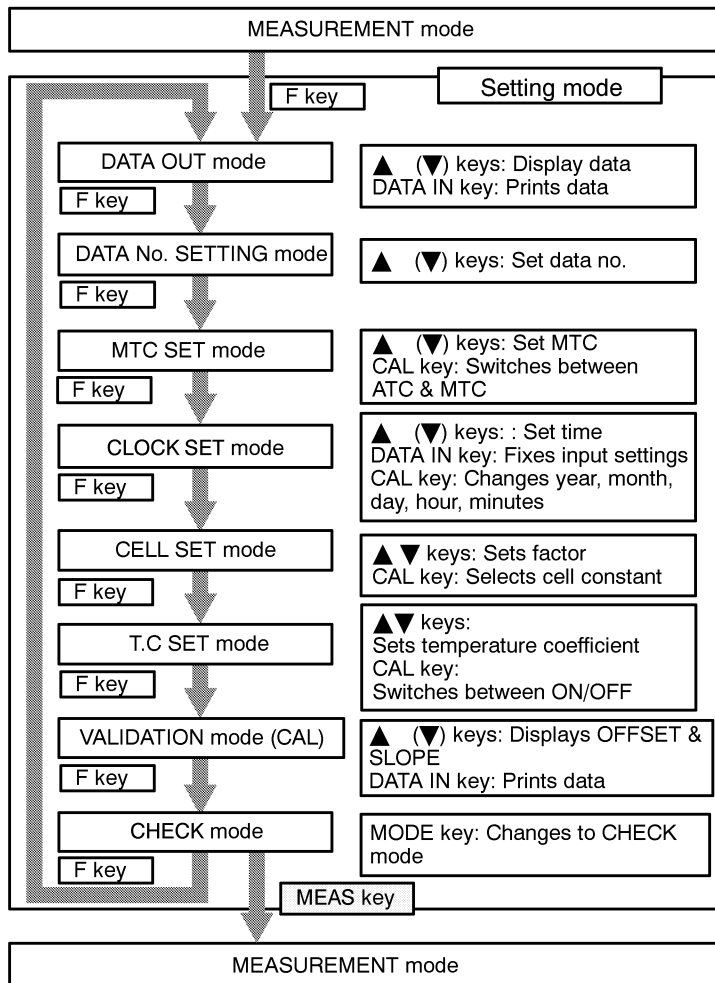 MEASUREMENT mode
F key
Setting mode
DATA OUT mode
▲ (▼) keys: Display data
DATA IN key: Prints data
F key
DATA No. SETTING mode
▲ (▼) keys: Set data no.
F key
MTC SET mode
▲ (▼) keys: Set MTC
CAL key: Switches between
ATC & MTC
F key
CLOCK SET mode
▲ (▼) keys: : Set time
DATA IN key: Fixes input settings
CAL key: Changes year, month,
day, hour, minutes
F key
CELL SET mode
▲ ▼ keys: Sets factor
CAL key: Selects cell constant
F key
T.C SET mode
▲▼ keys:
Sets temperature coefficient
CAL key:
Switches between ON/OFF
F key
VALIDATION mode (CAL)
▲ (▼) keys: Displays OFFSET &
SLOPE
DATA IN key: Prints data
F key
CHECK mode
MODE key: Changes to CHECK
mode
F key
MEAS key
MEASUREMENT mode